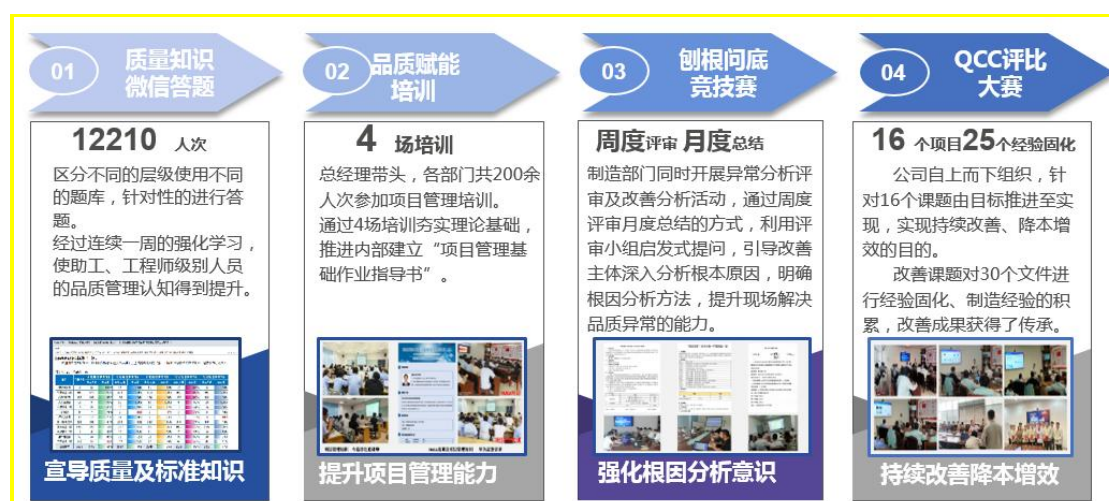 01
质量知识
微信答题
12210 人次
区分不同的层级使用不同
的题库，针对性的进行答
题。
经过连续一周的强化学习，
使助工、工程师级别人员
的品质管理认知得到提升。
宣导质量及标准知识
02
品质赋能
培训
4 场培训
总经理带头，各部门共200余
人次参加项目管理培训。
通过4场培训夯实理论基础，
推进内部建立“项目管理基
础作业指导书”。
提升项目管理能力
03
刨根问底
竞技赛
周度评审 月度总结
制造部门同时开展异常分析评
审及改善分析活动，通过周度
评审月度总结的方式，利用评
审小组启发式提问，引导改善
主体深入分析根本原因，明确
根因分析方法，提升现场解决
品质异常的能力。
强化根因分析意识
04
QCC评比
大赛
16 个项目25个经验固化
公司自上而下组织，针
对16个课题由目标推进至实
现，实现持续改善、降本增
效的目的。
改善课题对30个文件进
行经验固化、制造经验的积
累，改善成果获得了传承。
持续改善降本增效